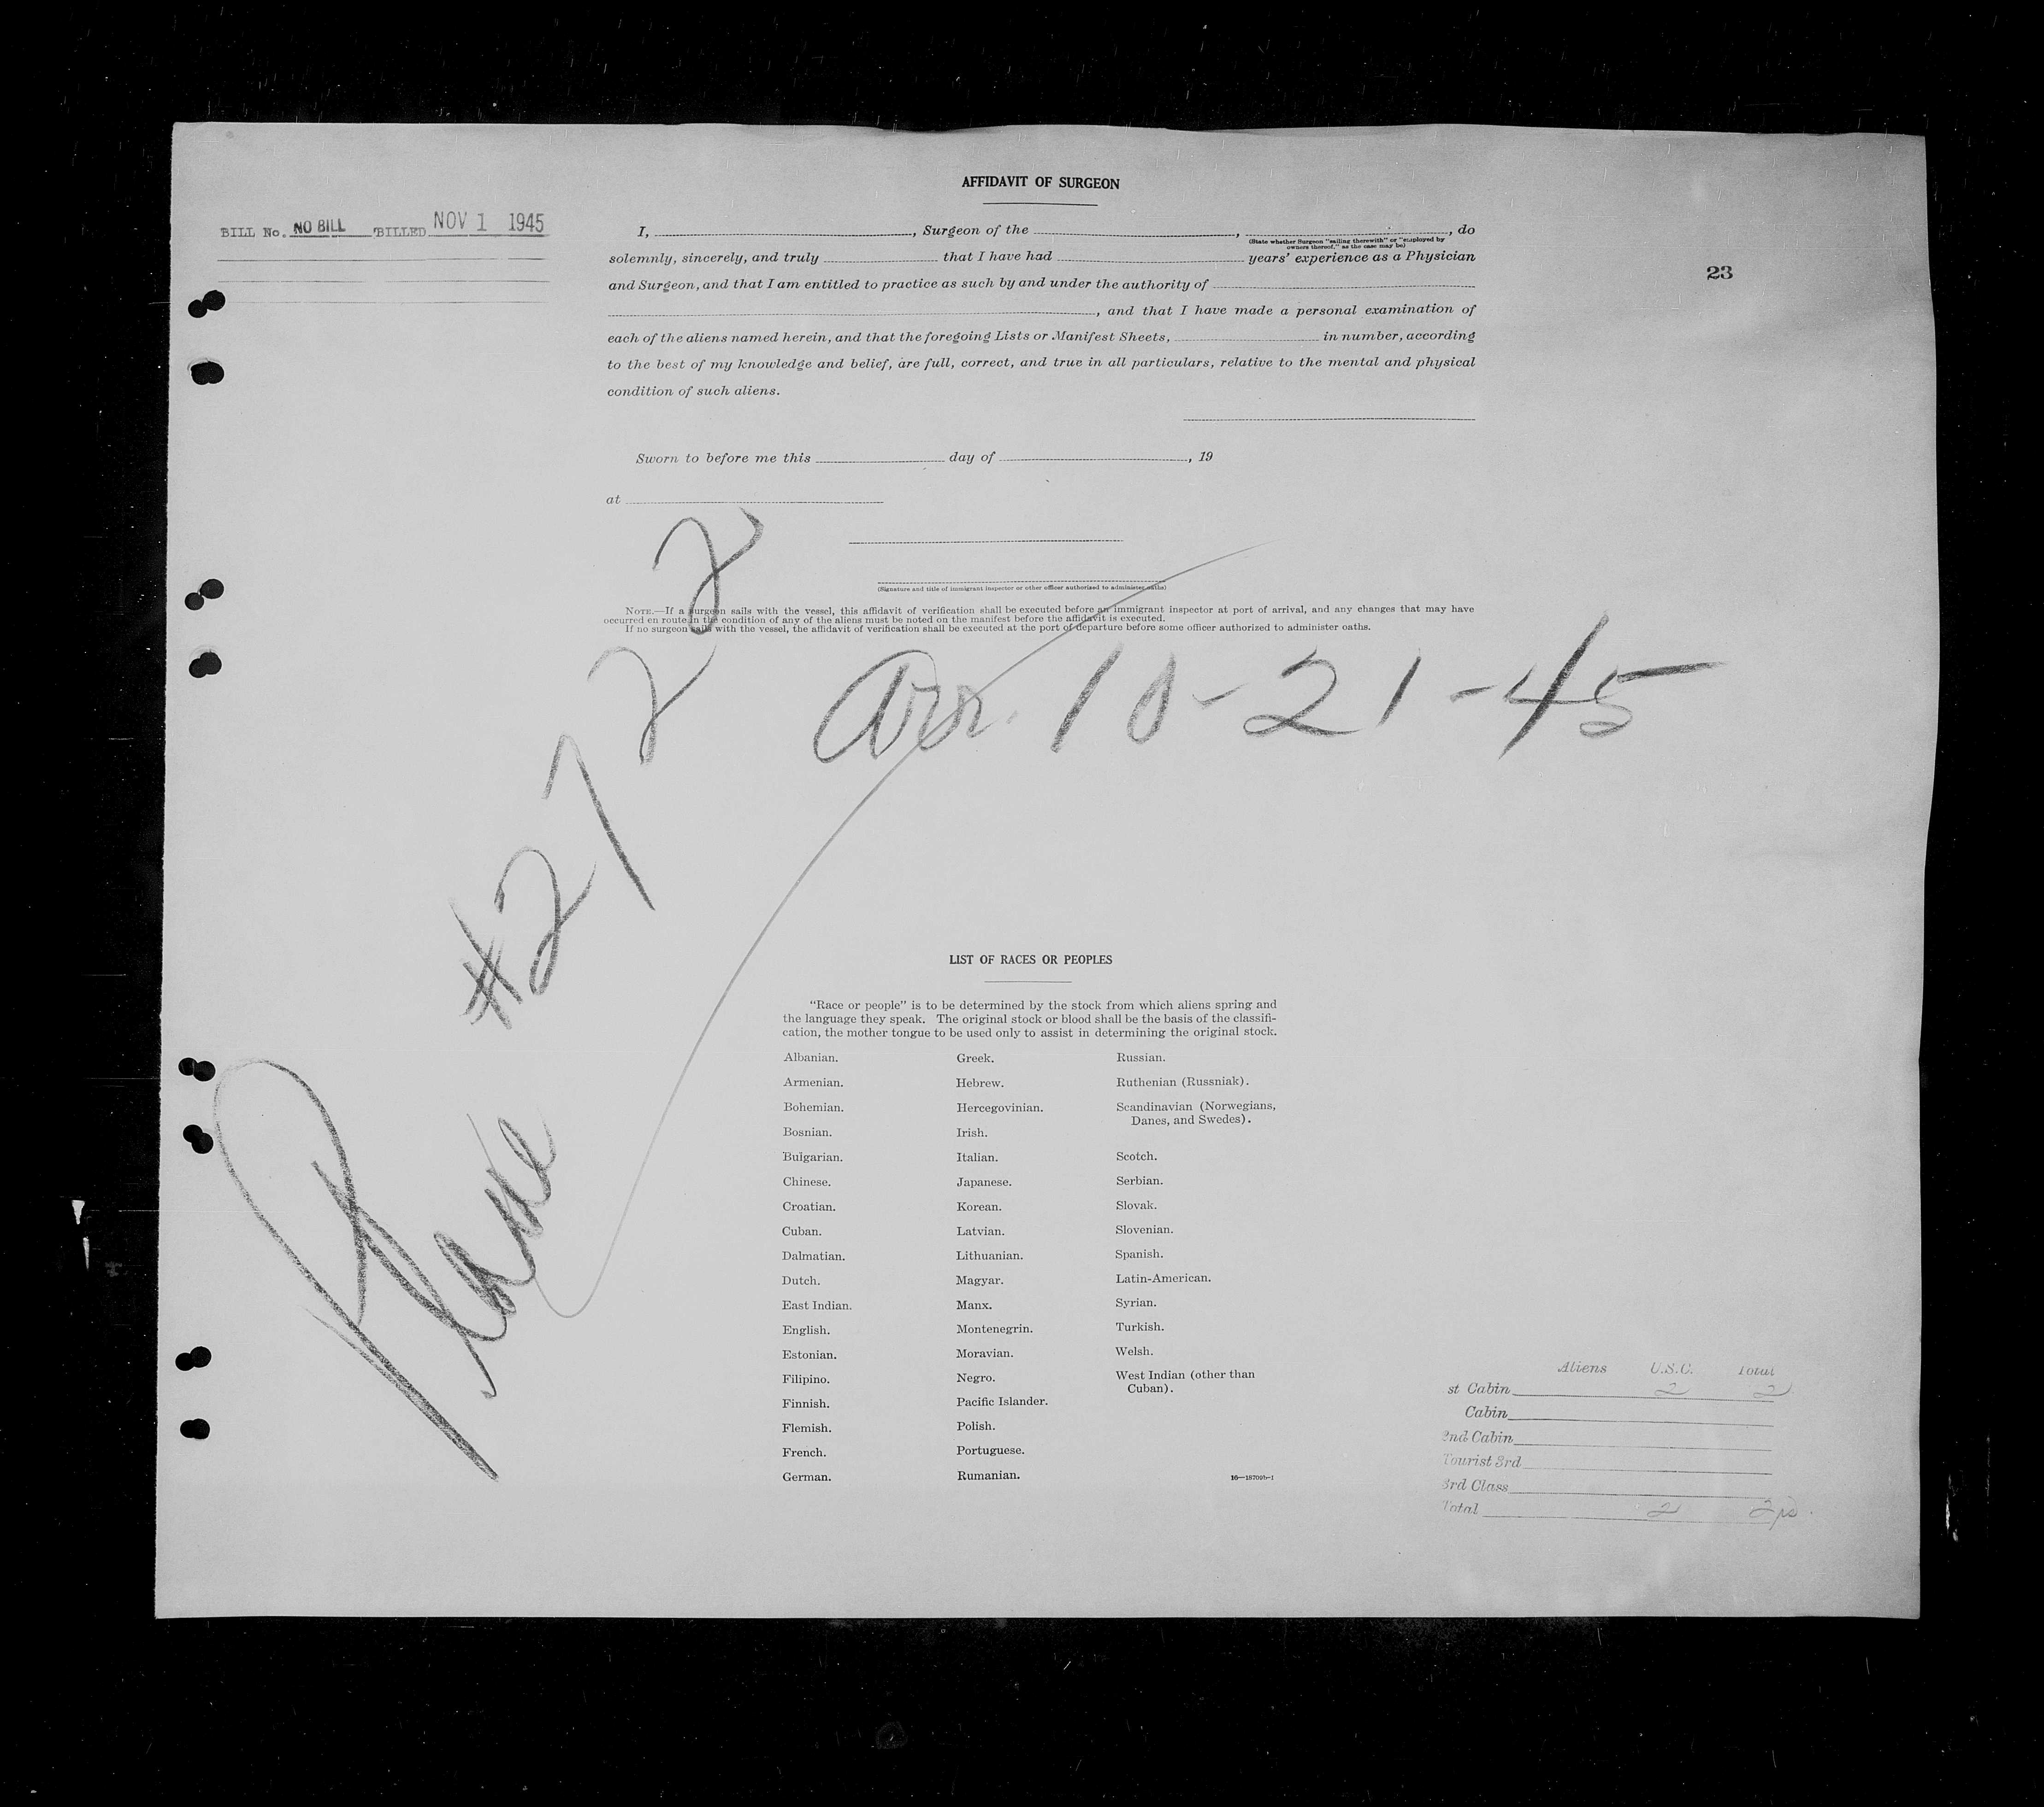 AFFIDAVIT OF SURGEON
BILL No. NO BILL BILLED NOV 1 1945
I, , Surgeon of the , , do
(State whether Surgeon "sailing therewith" or "employed by
owners thereof," as the case may be)
solemnly, sincerely, and truly that I have had years' experience as a Physician
23
and Surgeon, and that I am entitled to practice as such by and under the authority of
, and that I have made a personal examination of
each of the aliens named herein, and that the foregoing Lists or Manifest Sheets, in number, according
to the best of my knowledge and belief, are full, correct, and true in all particulars, relative to the mental and physical
condition of such aliens.
Sworn to before me this day of , 19
at
(Signature and title of immigrant inspector or other officer authorized to administer oaths)
NOTE.—If a surgeon sails with the vessel, this affidavit of verification shall be executed before an immigrant inspector at port of arrival, and any changes that may have
occurred en route in the condition of any of the aliens must be noted on the manifest before the affidavit is executed.
If no surgeon sails with the vessel, the affidavit of verification shall be executed at the port of departure before some officer authorized to administer oaths.
Arr. 10-21-45
Plane #27222
LIST OF RACES OR PEOPLES
"Race or people" is to be determined by the stock from which aliens spring and
the language they speak. The original stock or blood shall be the basis of the classifi-
cation, the mother tongue to be used only to assist in determining the original stock.
Albanian.
Armenian.
Bohemian.
Bosnian.
Bulgarian.
Chinese.
Croatian.
Cuban.
Dalmatian.
Dutch.
East Indian.
English.
Estonian.
Filipino.
Finnish.
Flemish.
French.
German.
Greek.
Hebrew.
Hercegovinian.
Irish.
Italian.
Japanese.
Korean.
Latvian.
Lithuanian.
Magyar.
Manx.
Montenegrin.
Moravian.
Negro.
Pacific Islander.
Polish.
Portuguese.
Rumanian.
Russian.
Ruthenian (Russniak).
Scandinavian (Norwegians,
Danes, and Swedes).
Scotch.
Serbian.
Slovak.
Slovenian.
Spanish.
Latin-American.
Syrian.
Turkish.
Welsh.
West Indian (other than
Cuban).
Aliens U.S.C. Total
st Cabin 2 2
Cabin
2nd Cabin
Tourist 3rd
3rd Class
Total 2 2